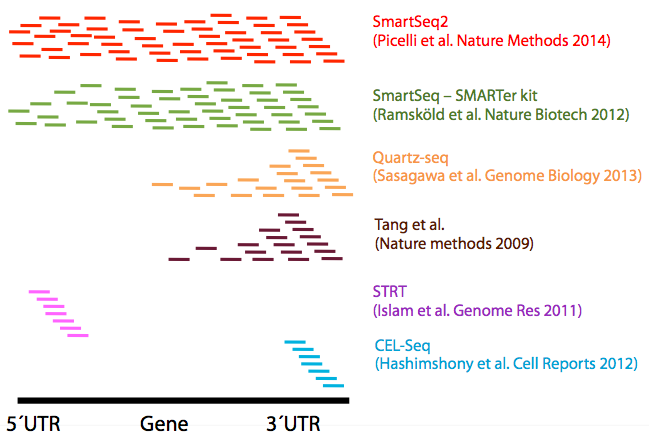 SmartSeq2
(Picelli et al. Nature Methods 2014)
SmartSeq – SMARTer kit
(Ramsköld et al. Nature Biotech 2012)
Quartz-seq
(Sasagawa et al. Genome Biology 2013)
Tang et al.
(Nature methods 2009)
STRT
(Islam et al. Genome Res 2011)
CEL-Seq
(Hashimshony et al. Cell Reports 2012)
5´UTR Gene 3´UTR